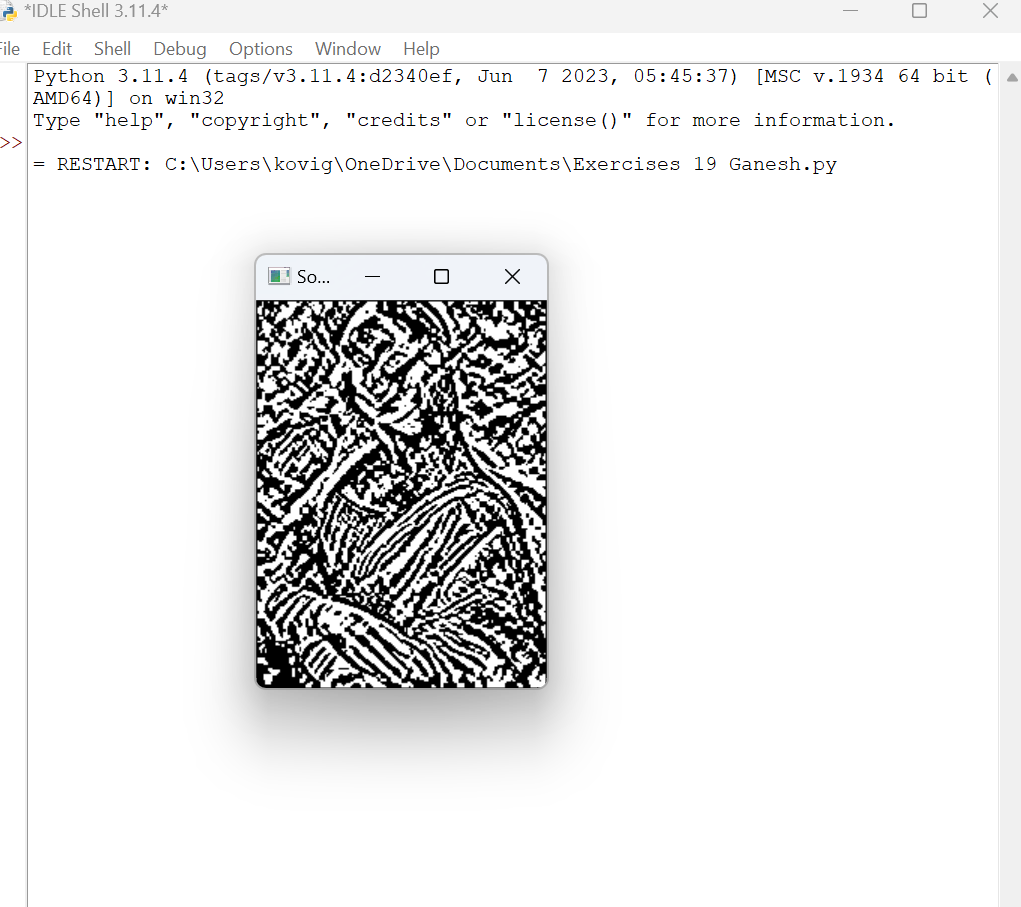 *IDLE Shell 3.11.4*
File Edit Shell Debug Options Window Help
Python 3.11.4 (tags/v3.11.4:d2340ef, Jun  7 2023, 05:45:37) [MSC v.1934 64 bit (
AMD64)] on win32
Type "help", "copyright", "credits" or "license()" for more information.
>>
= RESTART: C:\Users\kovig\OneDrive\Documents\Exercises 19 Ganesh.py
So...